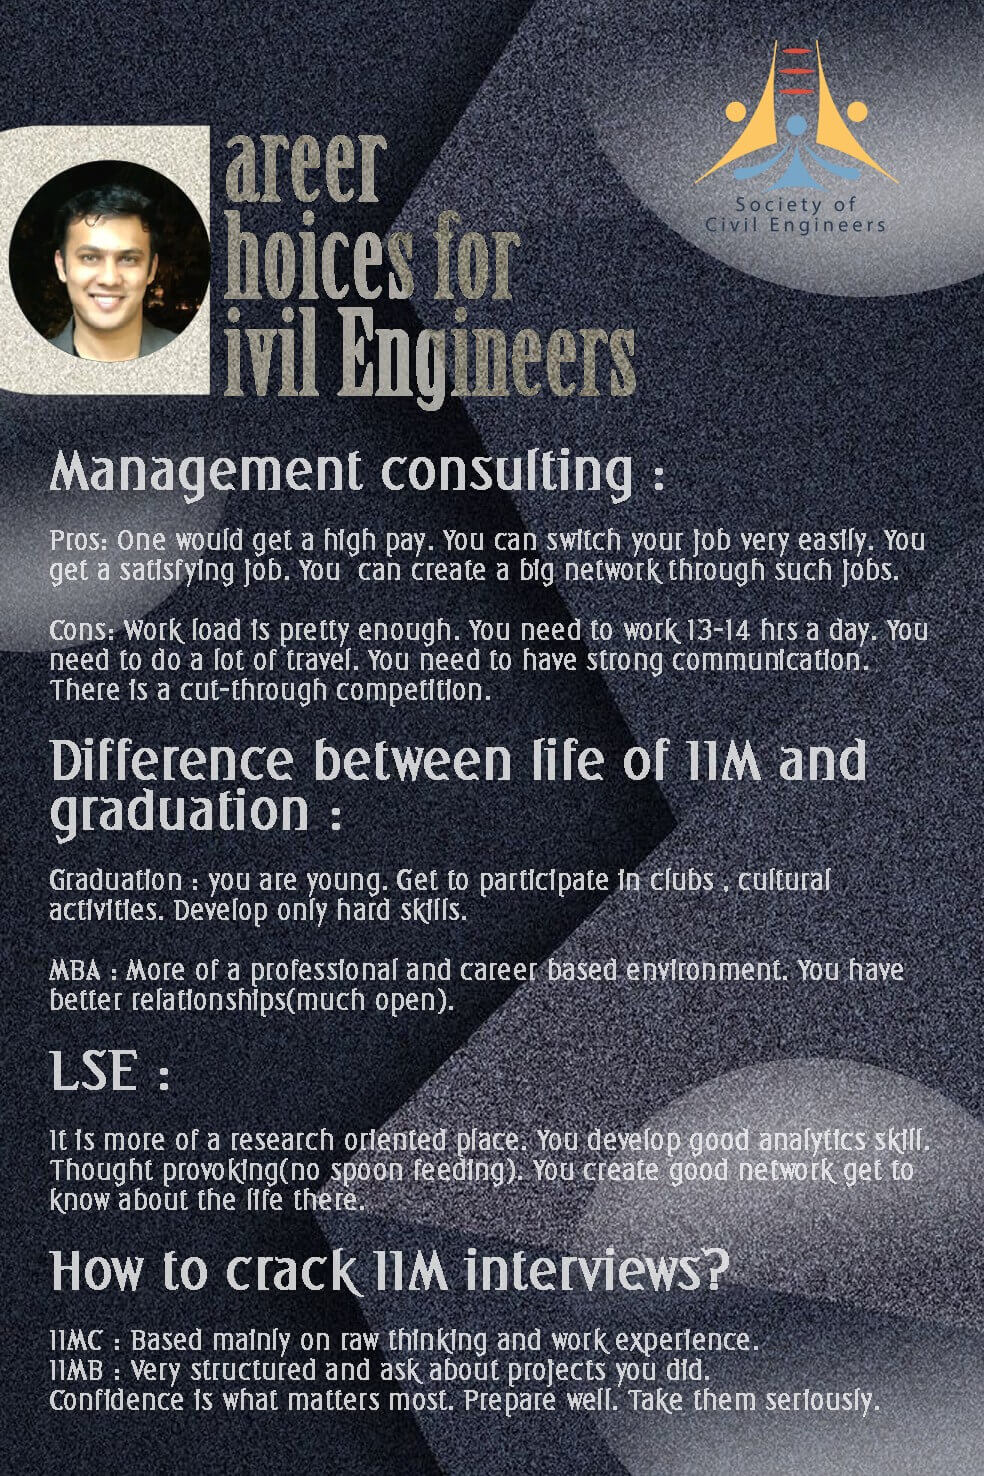 Society of
Civil Engineers
Career
Choices for
Civil Engineers
Management consulting :
Pros: One would get a high pay. You can switch your job very easily. You
get a satisfying job. You can create a big network through such jobs.
Cons: Work load is pretty enough. You need to work 13-14 hrs a day. You
need to do a lot of travel. You need to have strong communication.
There is a cut-through competition.
Difference between life of IIM and
graduation :
Graduation : you are young. Get to participate in clubs , cultural
activities. Develop only hard skills.
MBA : More of a professional and career based environment. You have
better relationships(much open).
LSE :
It is more of a research oriented place. You develop good analytics skill.
Thought provoking(no spoon feeding). You create good network get to
know about the life there.
How to crack IIM interviews?
IIMC : Based mainly on raw thinking and work experience.
IIMB : Very structured and ask about projects you did.
Confidence is what matters most. Prepare well. Take them seriously.